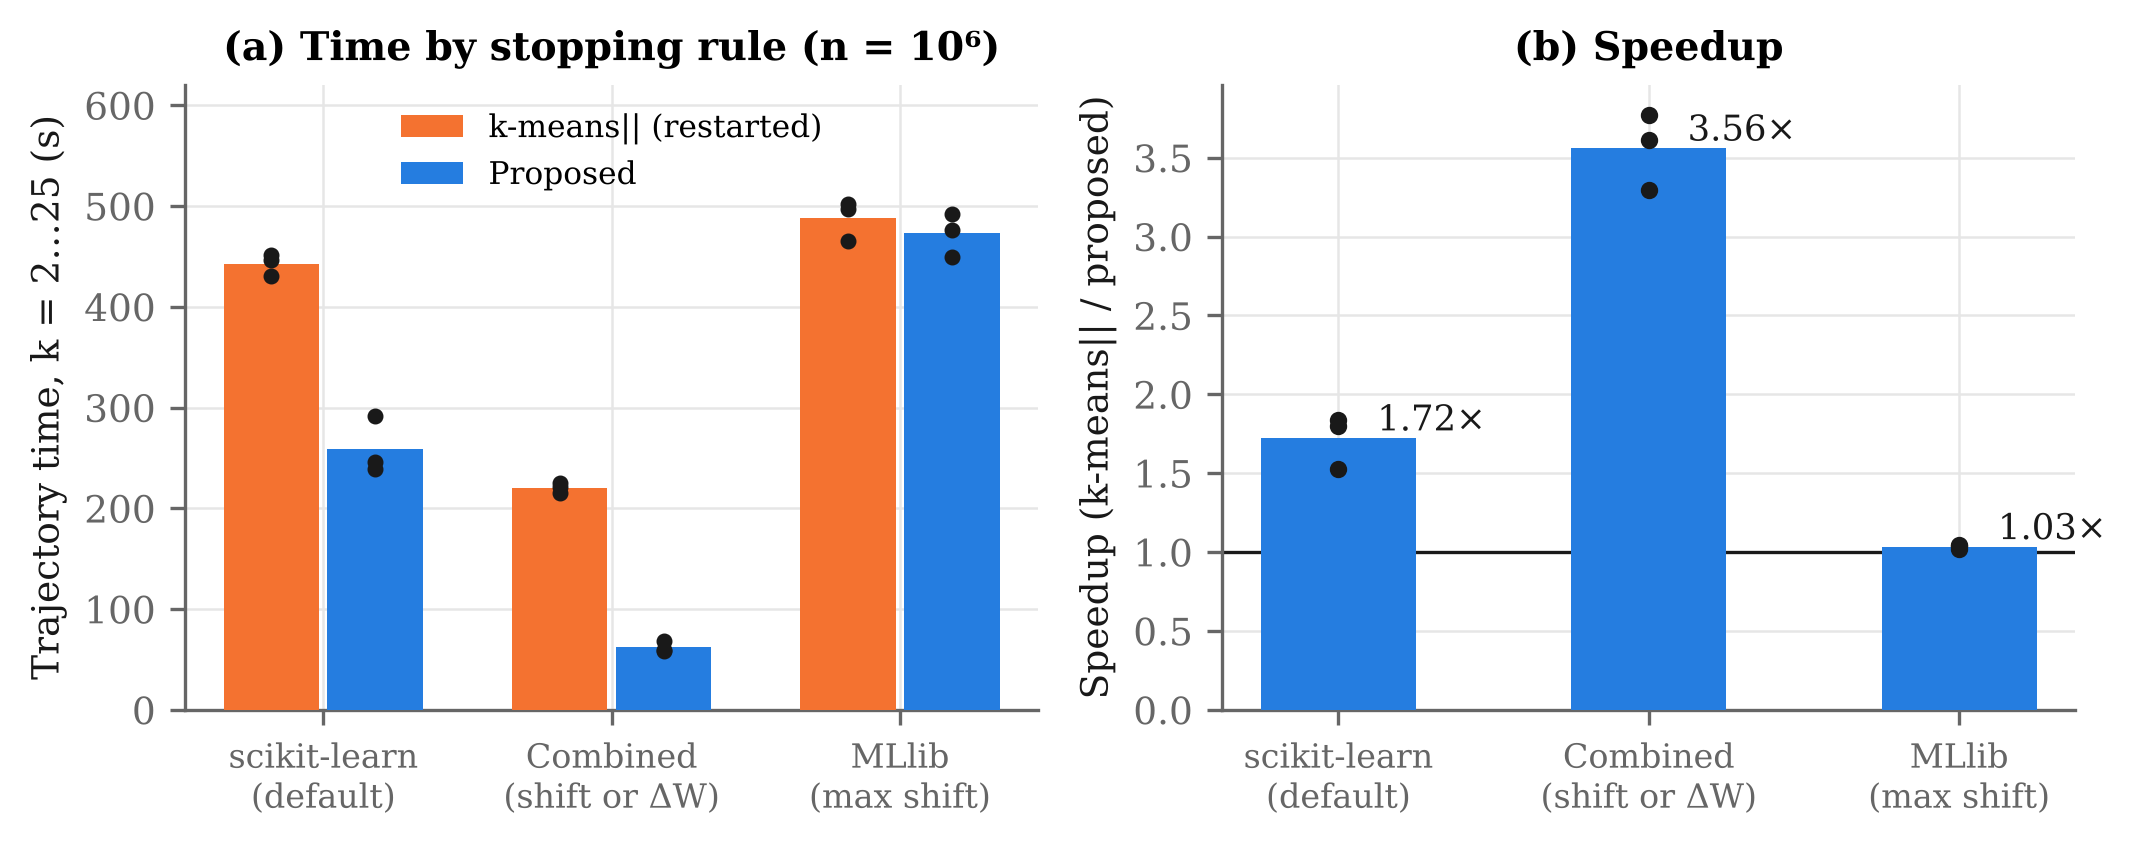 (a) Time by stopping rule (n = 10⁶)
Trajectory time, k = 2…25 (s)
600
500
400
300
200
100
0
k-means|| (restarted)
Proposed
scikit-learn
(default)
Combined
(shift or ΔW)
MLlib
(max shift)
(b) Speedup
Speedup (k-means|| / proposed)
3.5
3.0
2.5
2.0
1.5
1.0
0.5
0.0
1.72×
3.56×
1.03×
scikit-learn
(default)
Combined
(shift or ΔW)
MLlib
(max shift)